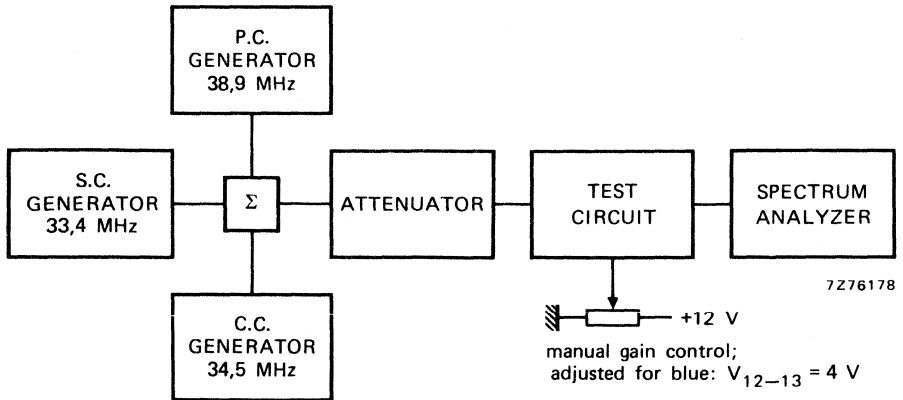 P.C.
GENERATOR
38,9 MHz
S.C.
GENERATOR
33,4 MHz
Σ
ATTENUATOR
TEST
CIRCUIT
SPECTRUM
ANALYZER
7Z76178
C.C.
GENERATOR
34,5 MHz
+12 V
manual gain control;
adjusted for blue: V12–13 = 4 V